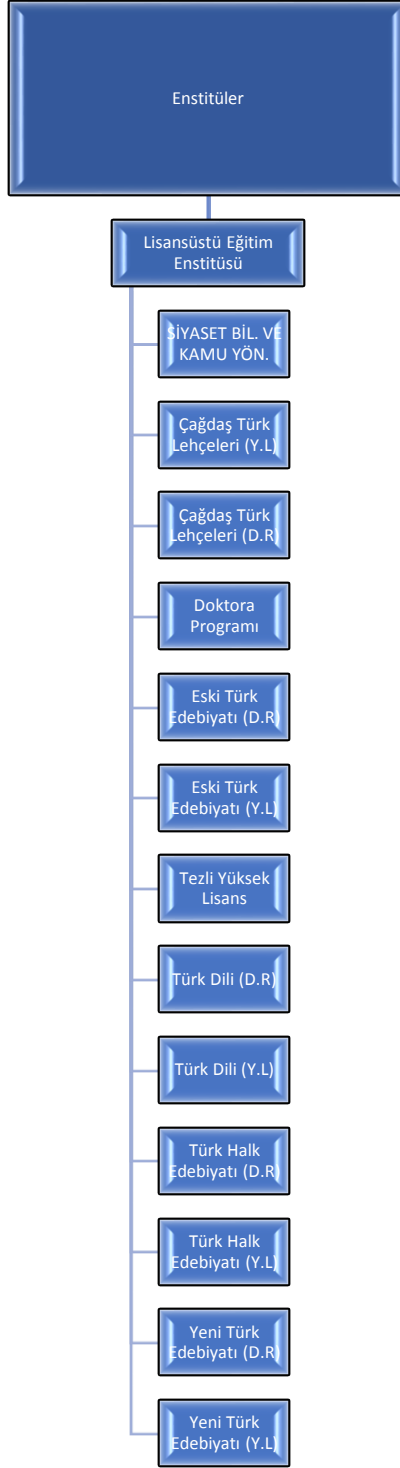 Enstitüler
Lisansüstü Eğitim
Enstitüsü
SİYASET BİL. VE
KAMU YÖN.
Çağdaş Türk
Lehçeleri (Y.L)
Çağdaş Türk
Lehçeleri (D.R)
Doktora
Programı
Eski Türk
Edebiyatı (D.R)
Eski Türk
Edebiyatı (Y.L)
Tezli Yüksek
Lisans
Türk Dili (D.R)
Türk Dili (Y.L)
Türk Halk
Edebiyatı (D.R)
Türk Halk
Edebiyatı (Y.L)
Yeni Türk
Edebiyatı (D.R)
Yeni Türk
Edebiyatı (Y.L)